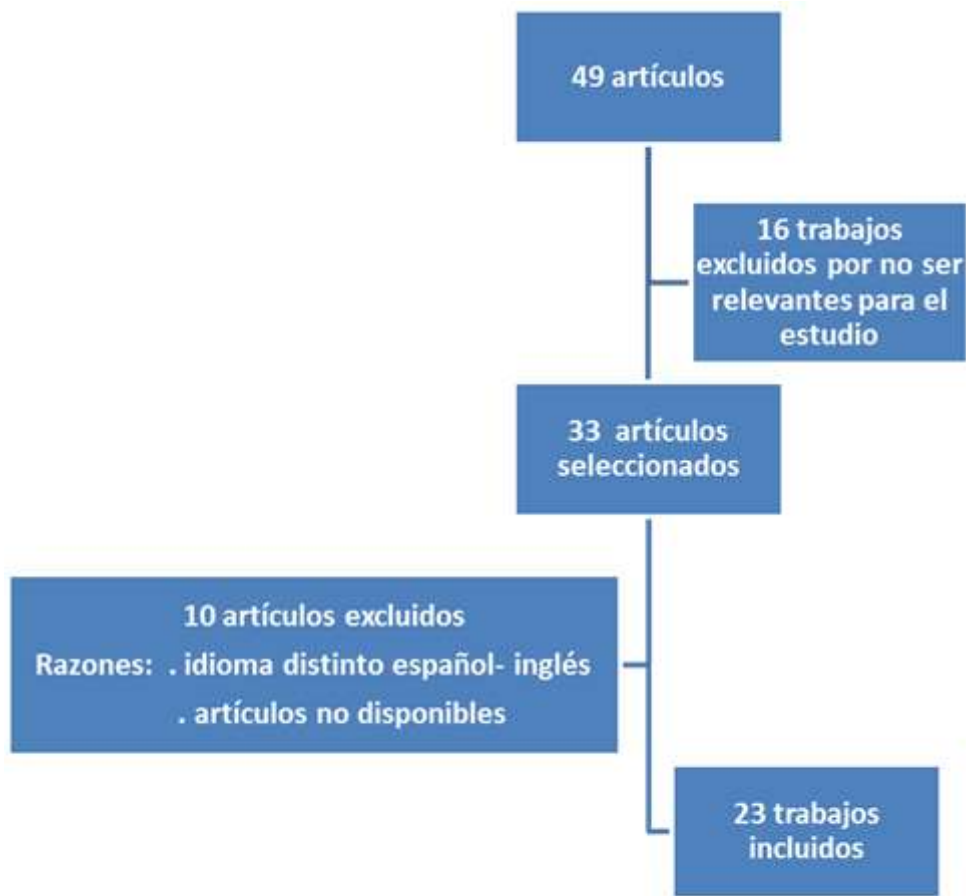 49 artículos
16 trabajos
excluidos por no ser
relevantes para el
estudio
33 artículos
seleccionados
10 artículos excluidos
Razones: . idioma distinto español- inglés
. artículos no disponibles
23 trabajos
incluidos